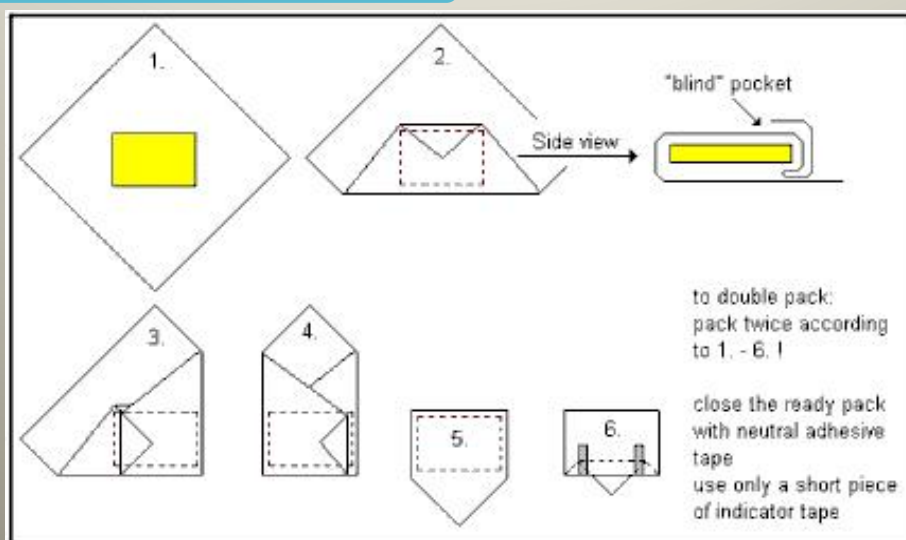 1.
2.
"blind" pocket
Side view
3.
4.
5.
6.
to double pack:
pack twice according
to 1. - 6. !
close the ready pack
with neutral adhesive
tape
use only a short piece
of indicator tape